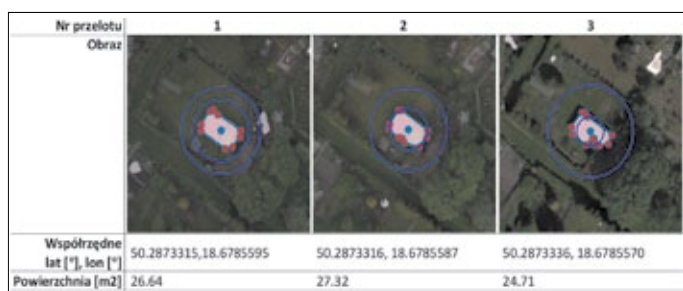 Nr przelotu 1 2 3
Obraz
Współrzędne
lat [°], lon [°] 50.2873315,18.6785595 50.2873316, 18.6785587 50.2873336, 18.6785570
Powierzchnia [m2] 26.64 27.32 24.71